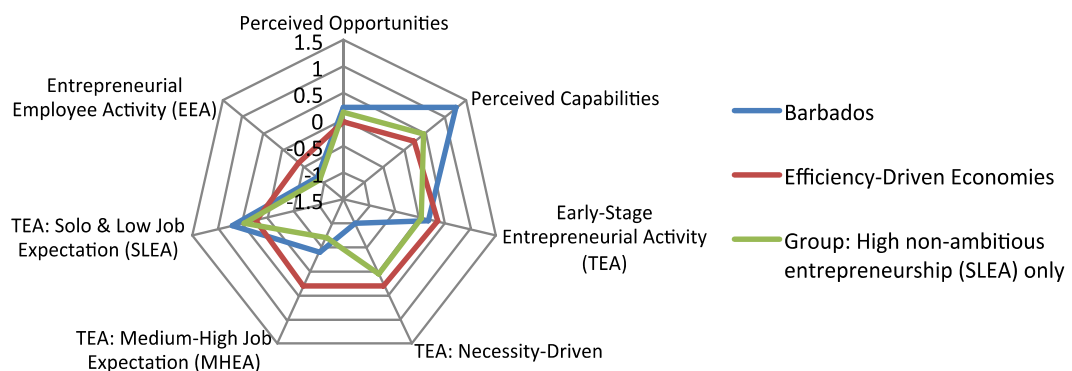 Perceived Opportunities
1.5
1
0.5
0
-0.5
-1
-1.5
Perceived Capabilities
Early-Stage
Entrepreneurial Activity
(TEA)
TEA: Necessity-Driven
TEA: Medium-High Job
Expectation (MHEA)
TEA: Solo & Low Job
Expectation (SLEA)
Entrepreneurial
Employee Activity (EEA)
Barbados
Efficiency-Driven Economies
Group: High non-ambitious
entrepreneurship (SLEA) only